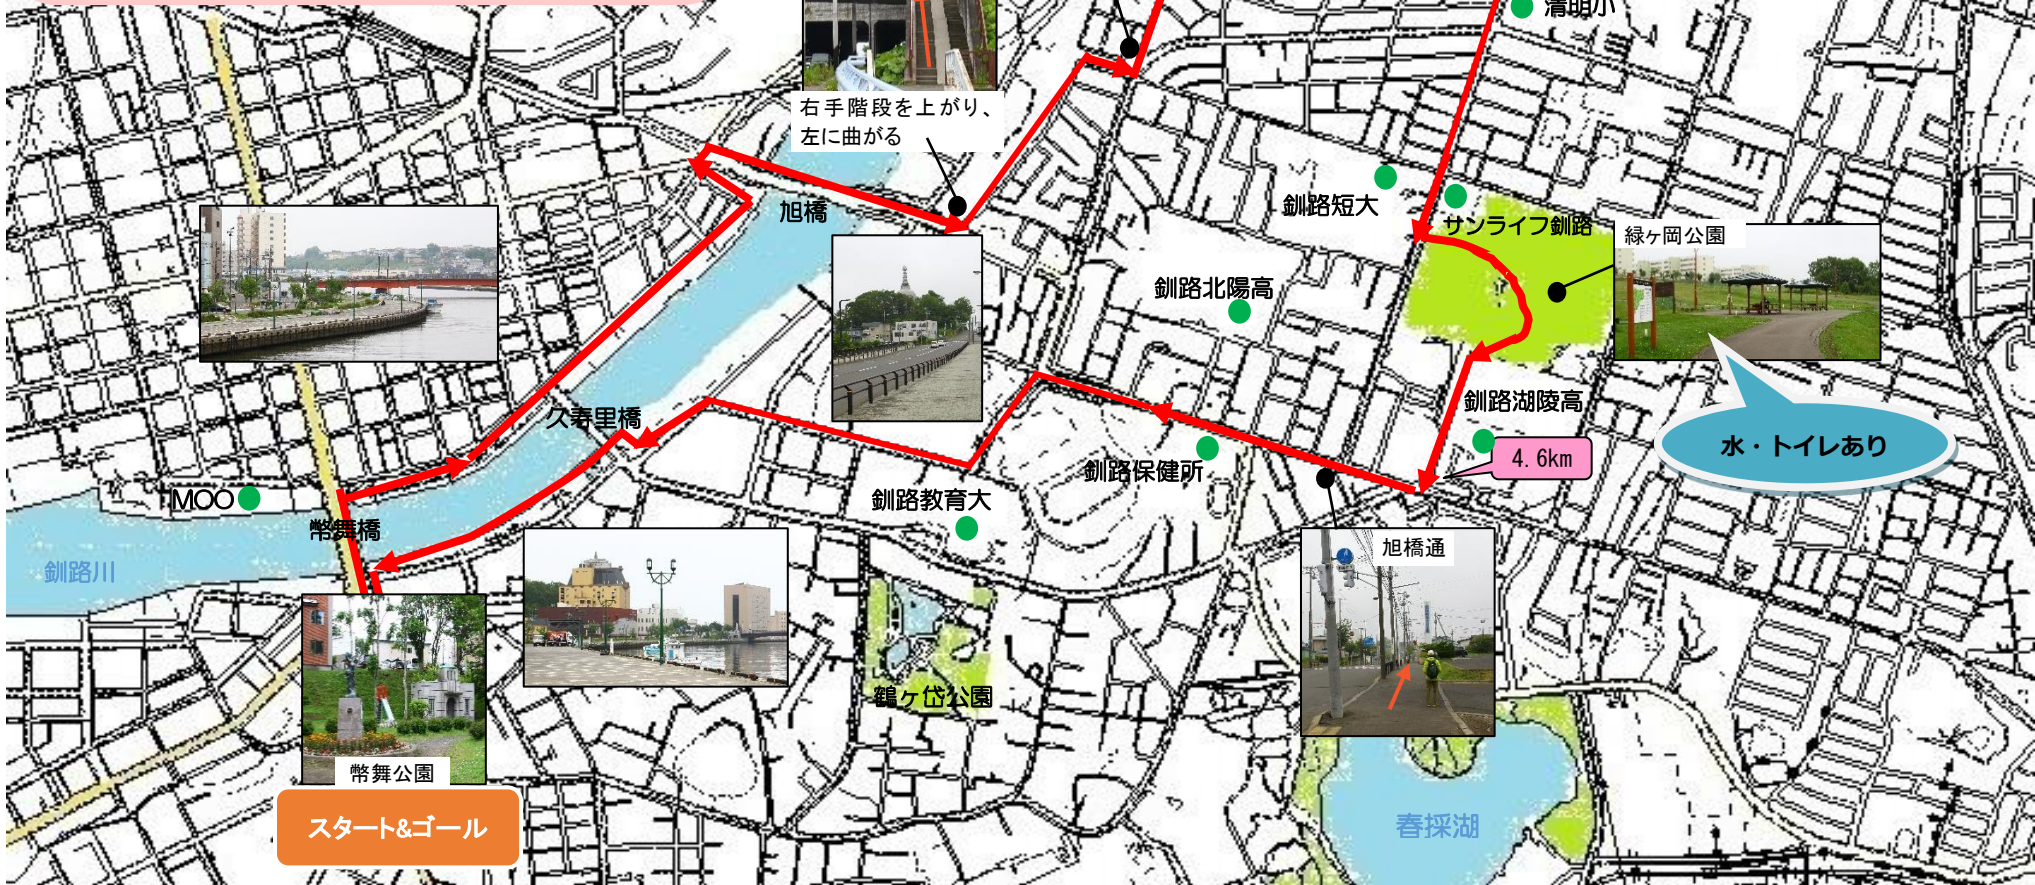 清明小
右手階段を上がり、
左に曲がる
旭橋
釧路短大
サンライフ釧路
緑ヶ岡公園
釧路北陽高
釧路湖陵高
久寿里橋
水・トイレあり
4.6km
釧路保健所
MOO
釧路教育大
幣舞橋
旭橋通
釧路川
鶴ヶ岱公園
幣舞公園
スタート&ゴール
春採湖